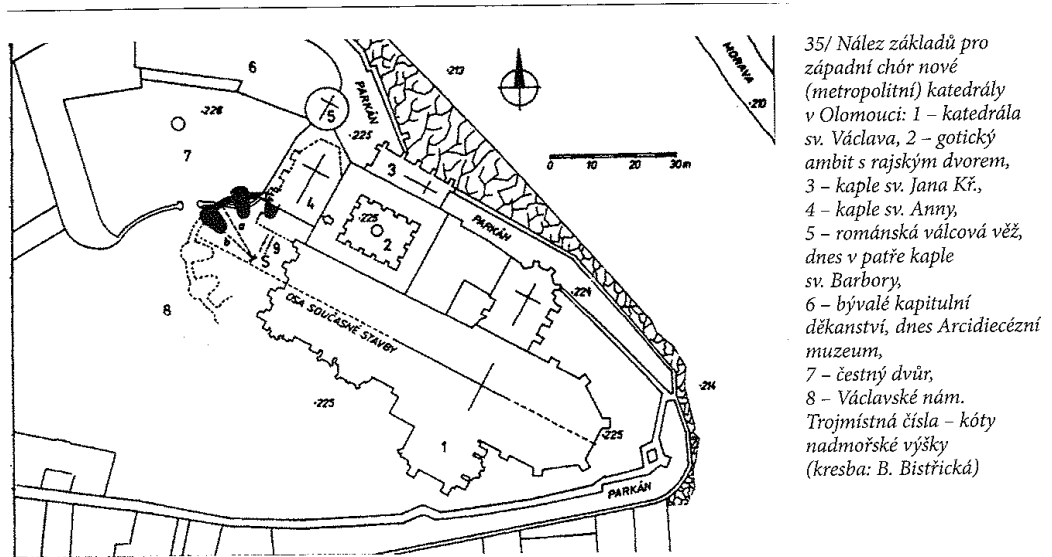 6
·213
MORAVA
·210
PARKÁN
·226
5
·225
7
3
0 10 20 30m
4
·225
2
PARKÁN
a
b
9
5
·224
8
OSA SOUČASNÉ STAVBY
·214
·225
1
·225
PARKÁN
35/ Nález základů pro
západní chór nové
(metropolitní) katedrály
v Olomouci: 1 – katedrála
sv. Václava, 2 – gotický
ambit s rajským dvorem,
3 – kaple sv. Jana Kř.,
4 – kaple sv. Anny,
5 – románská válcová věž,
dnes v patře kaple
sv. Barbory,
6 – bývalé kapitulní
děkanství, dnes Arcidiecézní
muzeum,
7 – čestný dvůr,
8 – Václavské nám.
Trojmístná čísla – kóty
nadmořské výšky
(kresba: B. Bistřická)